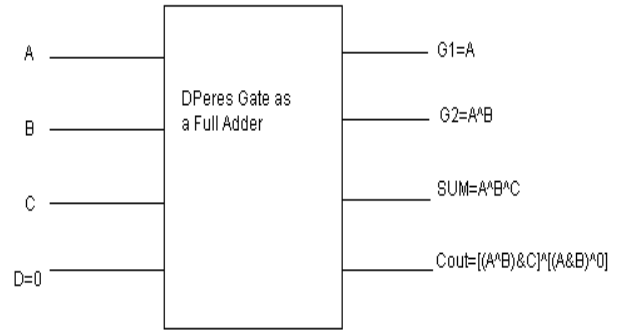 A
B
C
D=0
DPeres Gate as
a Full Adder
G1=A
G2=A^B
SUM=A^B^C
Cout=[(A^B)&C]^[(A&B)^0]